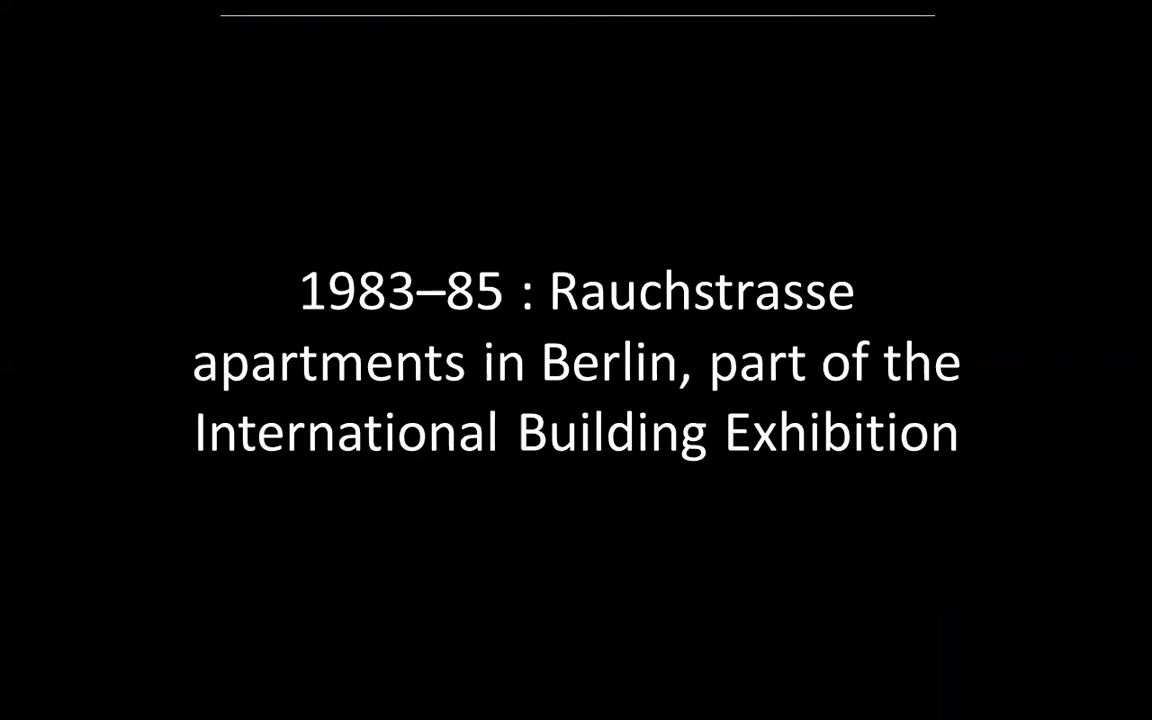 1983–85 : Rauchstrasse
apartments in Berlin, part of the
International Building Exhibition